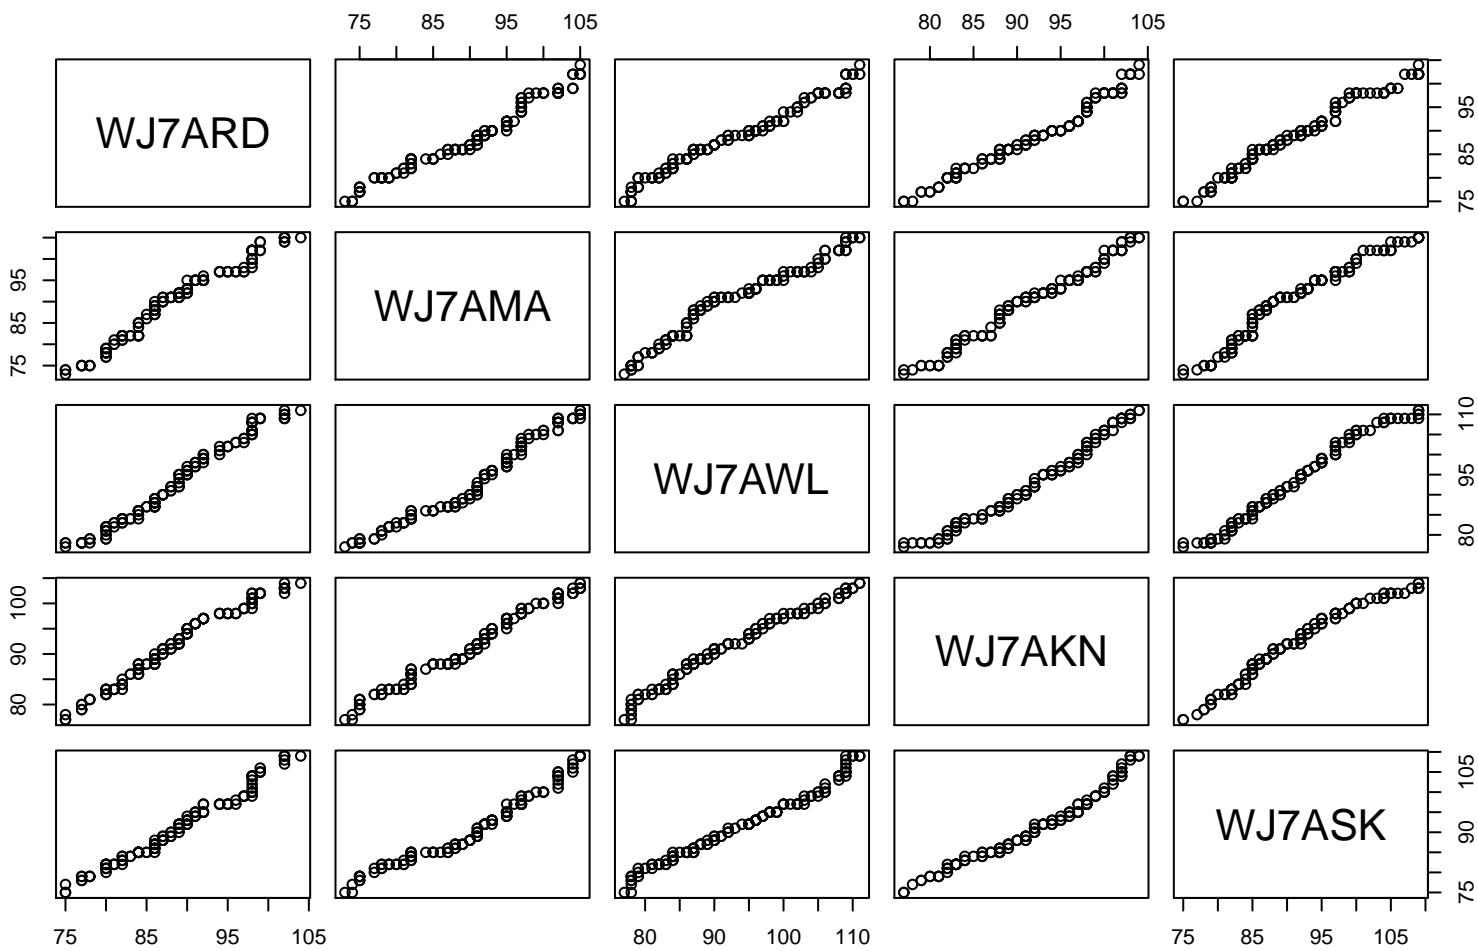 75 85 95 105 80 85 90 95 105
WJ7ARD 75 85 95
75 85 95 WJ7AMA
WJ7AWL 80 95 110
80 90 100 WJ7AKN
WJ7ASK 75 90 105
75 85 95 105 80 90 100 110 75 85 95 105